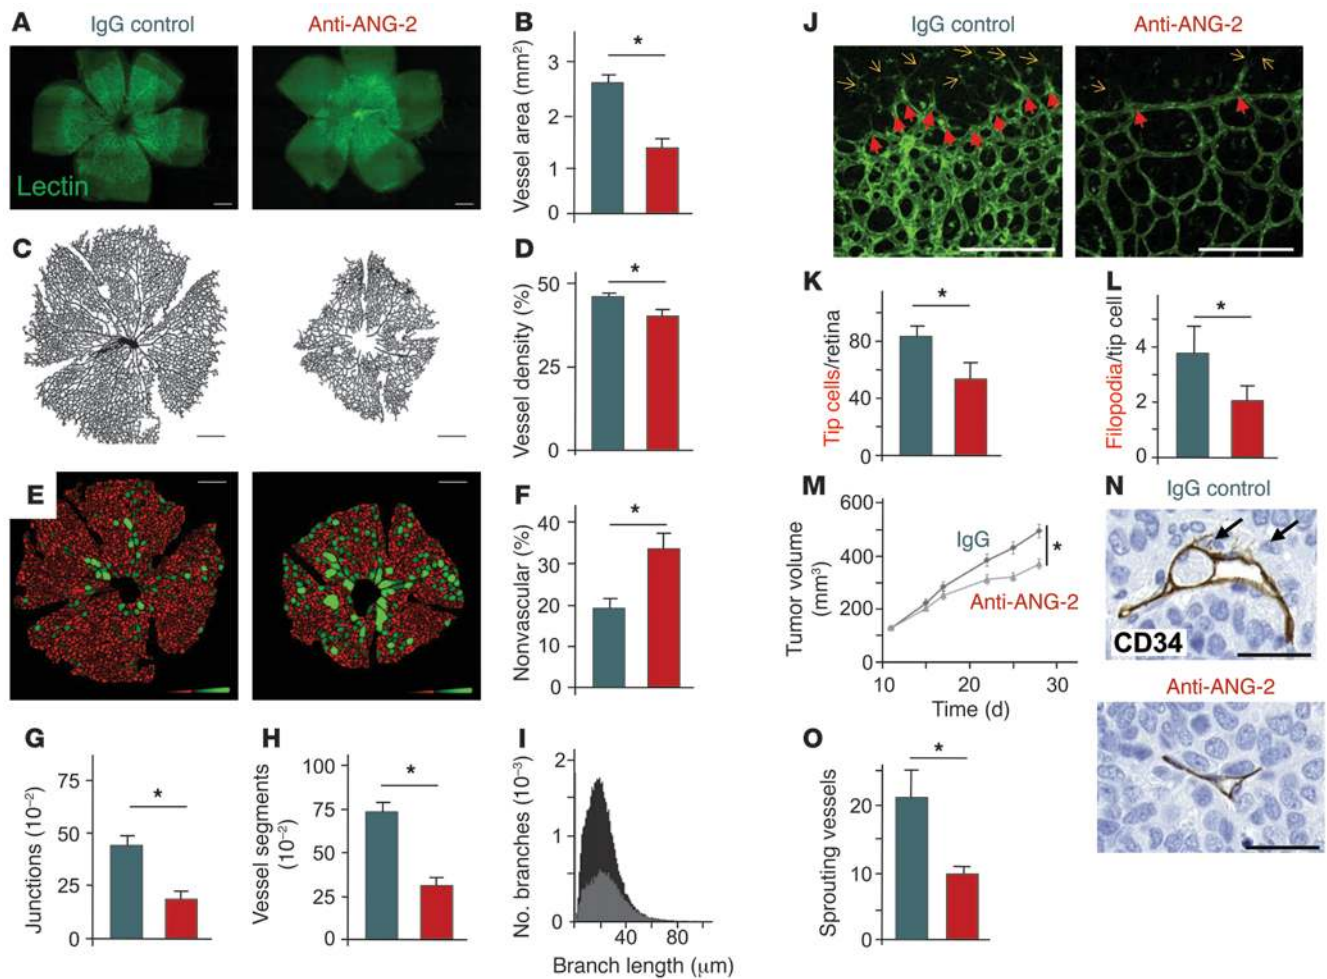 A
IgG control
Anti-ANG-2
Lectin
B
Vessel area (mm²)
3
2
1
0
*
C
D
Vessel density (%)
50
25
0
*
E
F
Nonvascular (%)
40
30
20
10
0
*
G
Junctions (10⁻²)
75
50
25
0
*
H
Vessel segments
(10⁻²)
100
75
50
25
0
*
I
No. branches (10⁻³)
2
1
0
40
80
Branch length (μm)
J
IgG control
Anti-ANG-2
K
Tip cells/retina
80
40
0
*
L
Filopodia/tip cell
4
2
0
*
M
Tumor volume
(mm³)
600
400
200
0
IgG
*
Anti-ANG-2
10
20
30
Time (d)
N
IgG control
CD34
Anti-ANG-2
O
Sprouting vessels
20
10
0
*